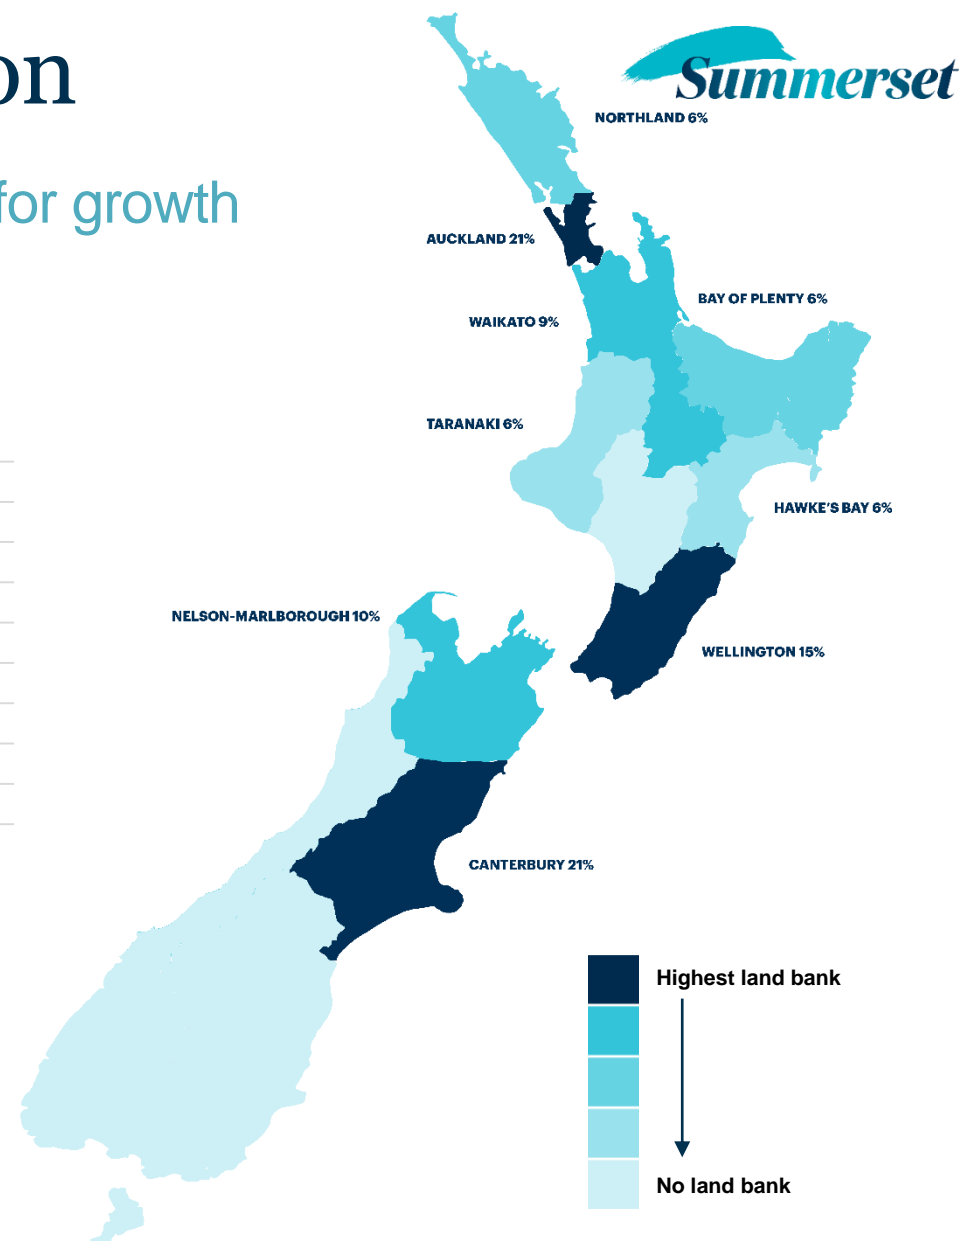 on
Summerset
for growth
NORTHLAND 6%
AUCKLAND 21%
BAY OF PLENTY 6%
WAIKATO 9%
TARANAKI 6%
HAWKE'S BAY 6%
NELSON-MARLBOROUGH 10%
WELLINGTON 15%
CANTERBURY 21%
Highest land bank
No land bank